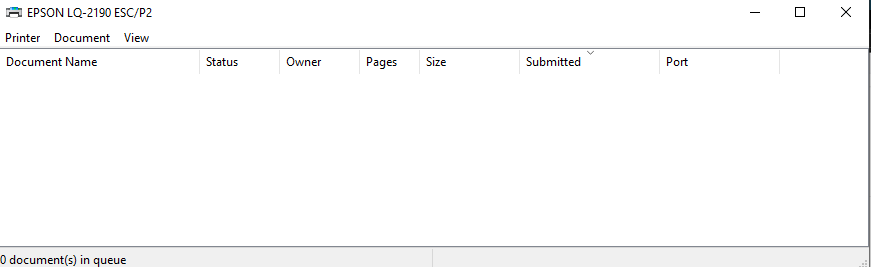 EPSON LQ-2190 ESC/P2
Printer Document View
Document Name Status Owner Pages Size Submitted Port
0 document(s) in queue